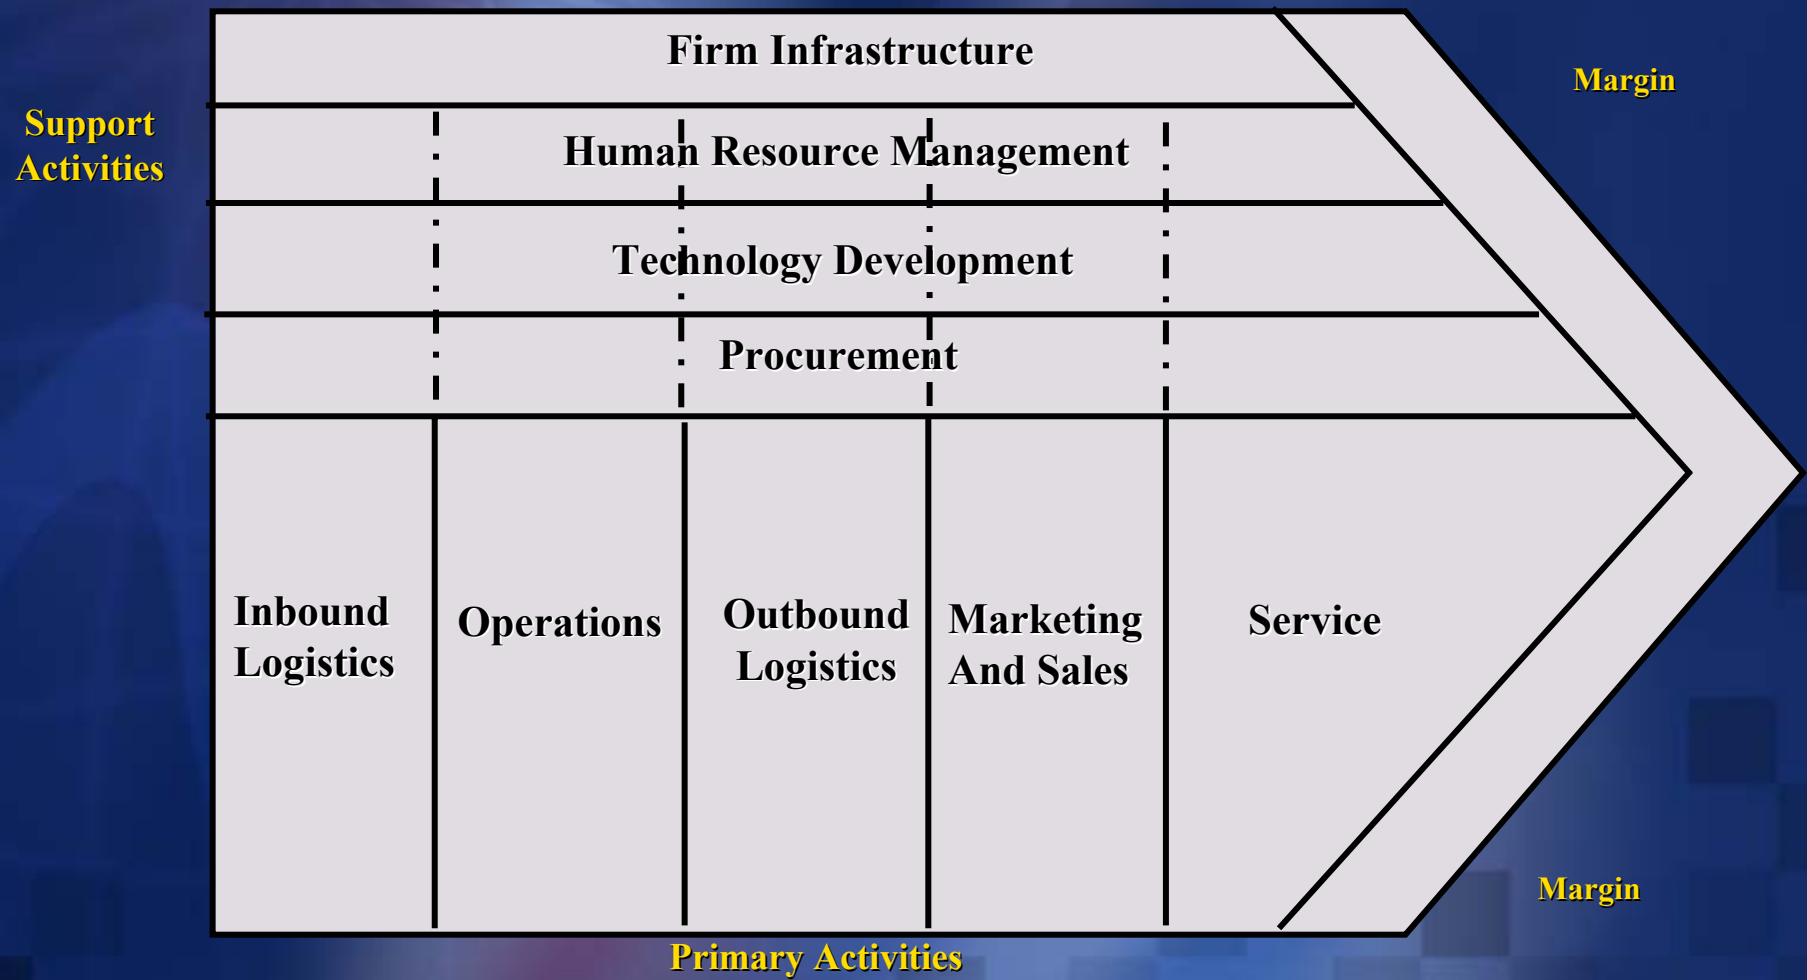 Firm Infrastructure
Margin
Support
Activities
Human Resource Management
Technology Development
Procurement
Inbound
Logistics
Operations
Outbound
Logistics
Marketing
And Sales
Service
Margin
Primary Activities